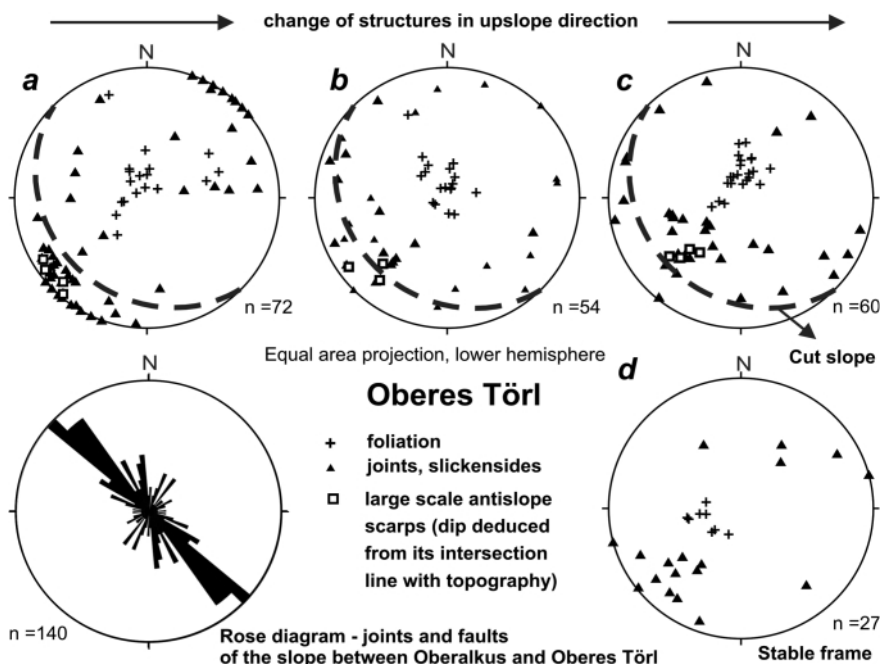 change of structures in upslope direction
N
N
N
a
b
c
n =72
n =54
n =60
Equal area projection, lower hemisphere
Cut slope
N
Oberes Törl
d
N
foliation
joints, slickensides
large scale antislope
scarps (dip deduced
from its intersection
line with topography)
n =140
n =27
Rose diagram - joints and faults
of the slope between Oberalkus and Oberes Törl
Stable frame